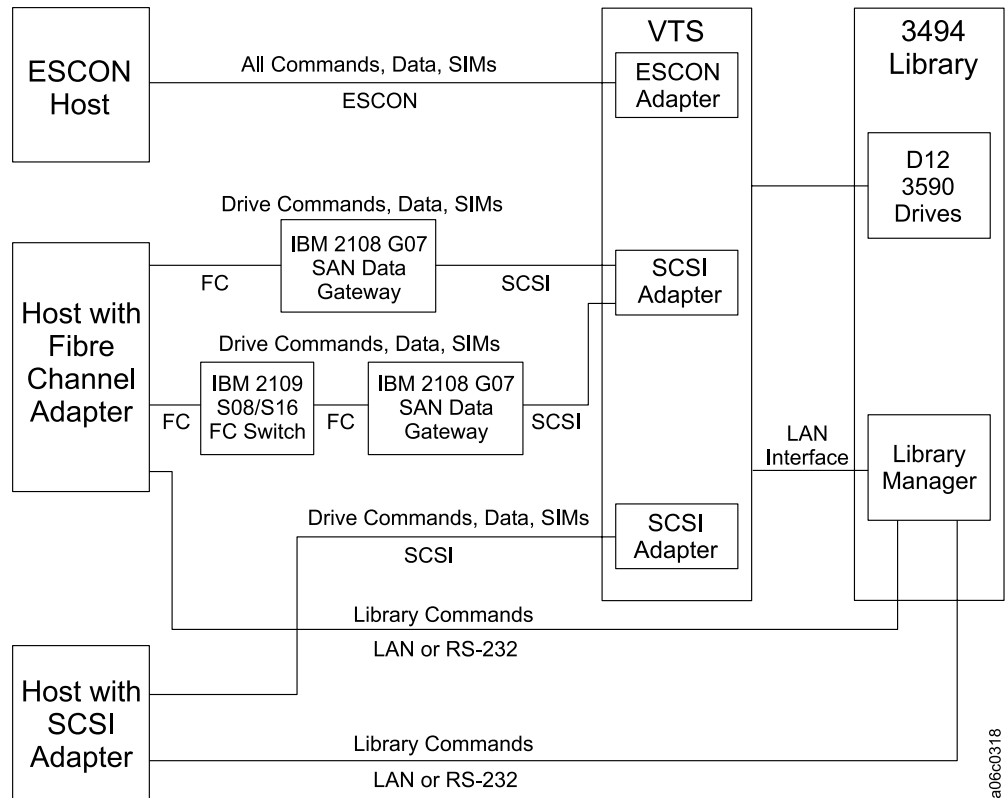 VTS
3494
Library
ESCON
Host
All Commands, Data, SIMs
ESCON
ESCON
Adapter
D12
3590
Drives
Drive Commands, Data, SIMs
Host with
Fibre
Channel
Adapter
FC
IBM 2108 G07
SAN Data
Gateway
SCSI
SCSI
Adapter
Drive Commands, Data, SIMs
FC
IBM 2109
S08/S16
FC Switch
FC
IBM 2108 G07
SAN Data
Gateway
SCSI
LAN
Interface
Library
Manager
Drive Commands, Data, SIMs
SCSI
SCSI
Adapter
Library Commands
LAN or RS-232
Host with
SCSI
Adapter
Library Commands
LAN or RS-232
a06c0318